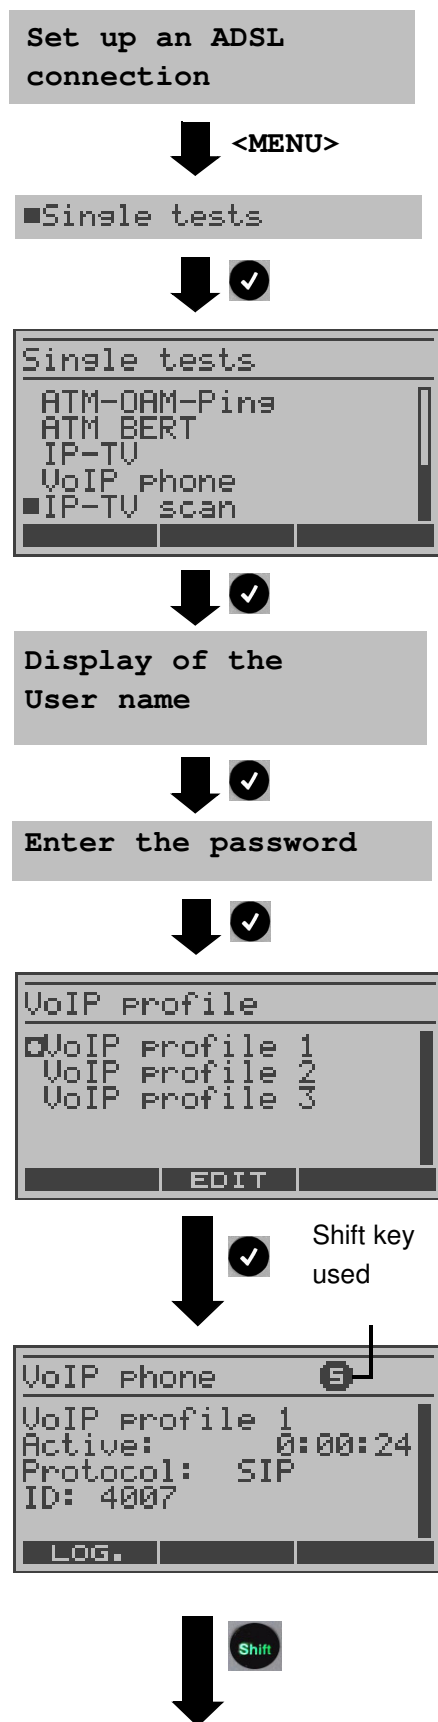 Set up an ADSL
connection
<MENU>
Single tests
Single tests
ATM-OAM-Ping
ATM BERT
IP-TV
VoIP phone
IP-TV scan
Display of the
User name
Enter the password
VoIP profile
VoIP profile 1
VoIP profile 2
VoIP profile 3
EDIT
Shift key
used
VoIP phone S
VoIP profile 1
Active: 0:00:24
Protocol: SIP
ID: 4007
LOG.
Shift